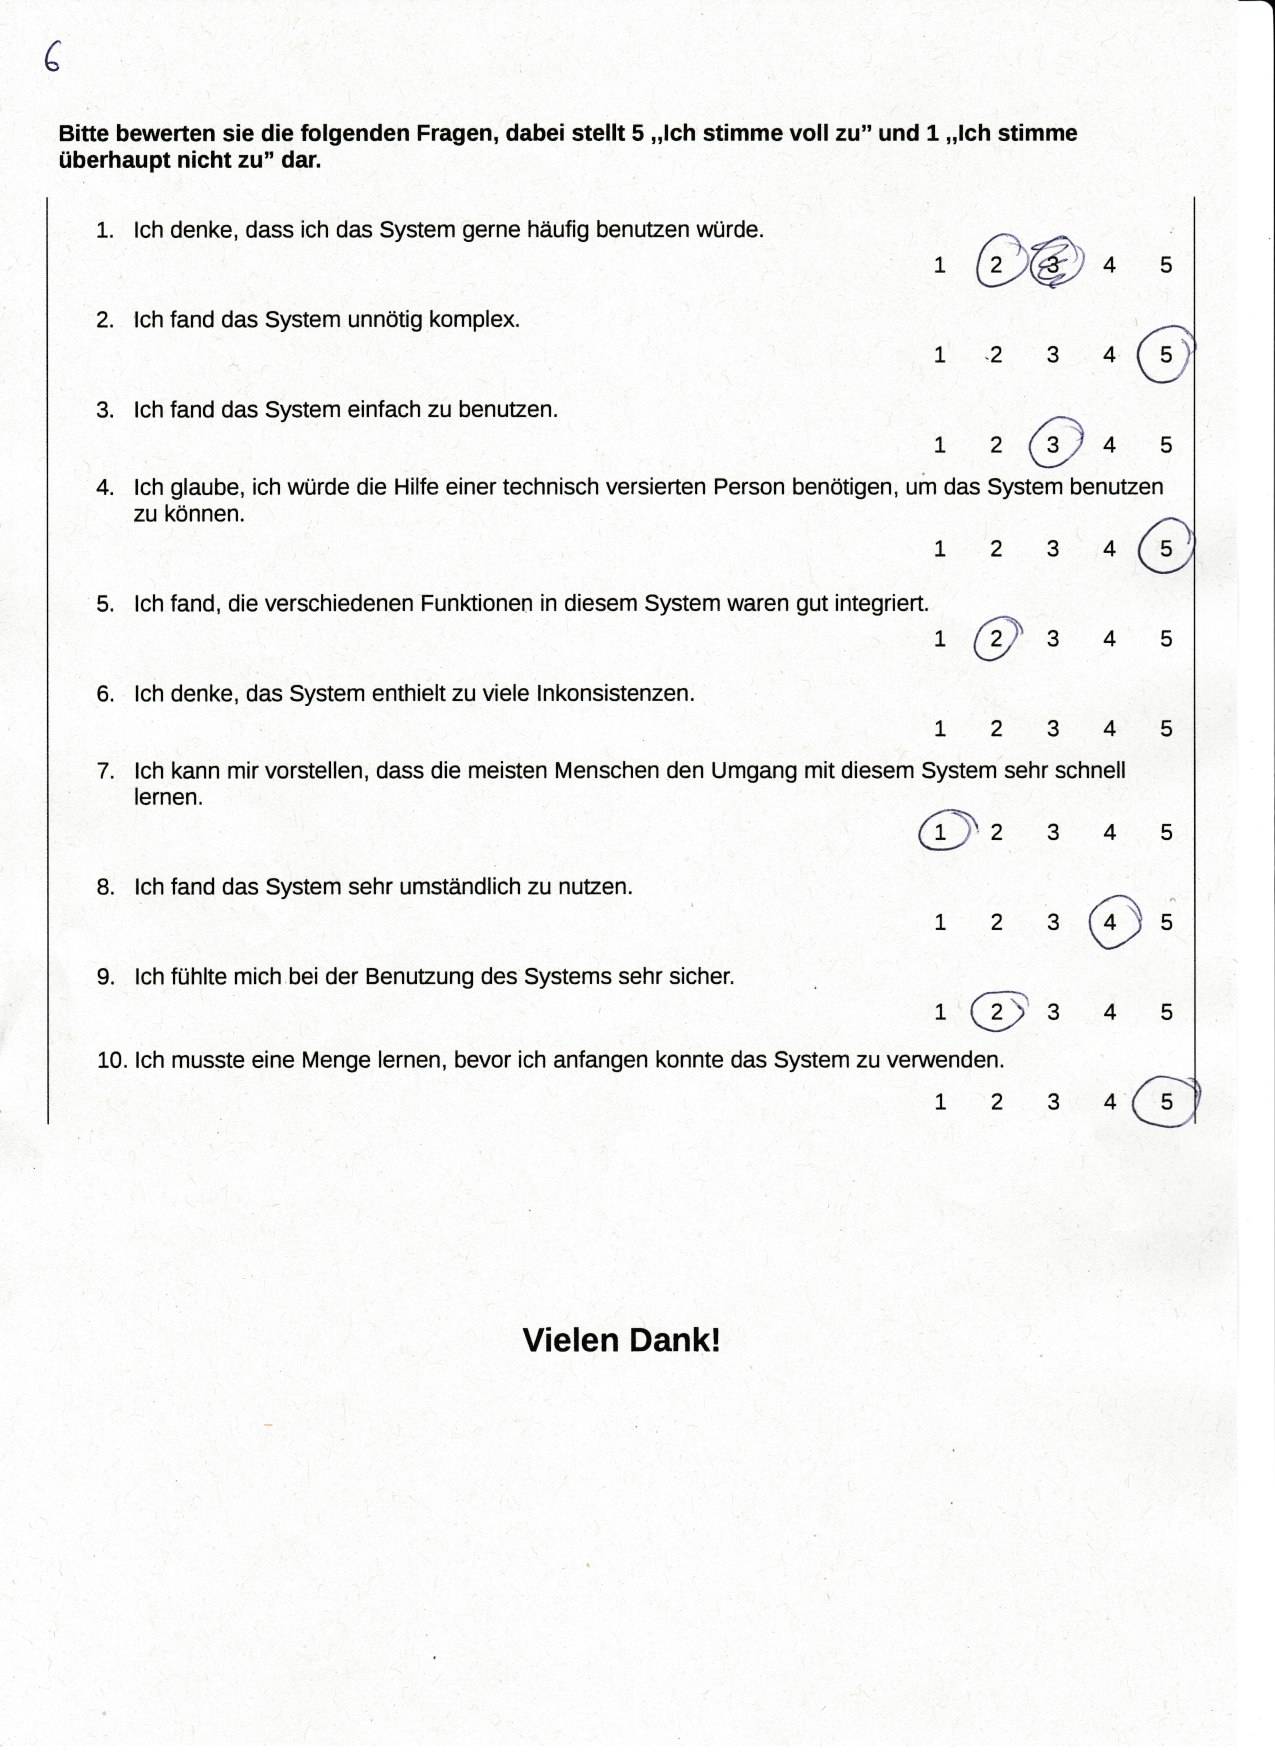 6
Bitte bewerten sie die folgenden Fragen, dabei stellt 5 ,,Ich stimme voll zu” und 1 ,,Ich stimme
überhaupt nicht zu” dar.
1. Ich denke, dass ich das System gerne häufig benutzen würde.
1 2 3 4 5
2. Ich fand das System unnötig komplex.
1 2 3 4 5
3. Ich fand das System einfach zu benutzen.
1 2 3 4 5
4. Ich glaube, ich würde die Hilfe einer technisch versierten Person benötigen, um das System benutzen
zu können.
1 2 3 4 5
5. Ich fand, die verschiedenen Funktionen in diesem System waren gut integriert.
1 2 3 4 5
6. Ich denke, das System enthielt zu viele Inkonsistenzen.
1 2 3 4 5
7. Ich kann mir vorstellen, dass die meisten Menschen den Umgang mit diesem System sehr schnell
lernen.
1 2 3 4 5
8. Ich fand das System sehr umständlich zu nutzen.
1 2 3 4 5
9. Ich fühlte mich bei der Benutzung des Systems sehr sicher.
1 2 3 4 5
10. Ich musste eine Menge lernen, bevor ich anfangen konnte das System zu verwenden.
1 2 3 4 5
Vielen Dank!